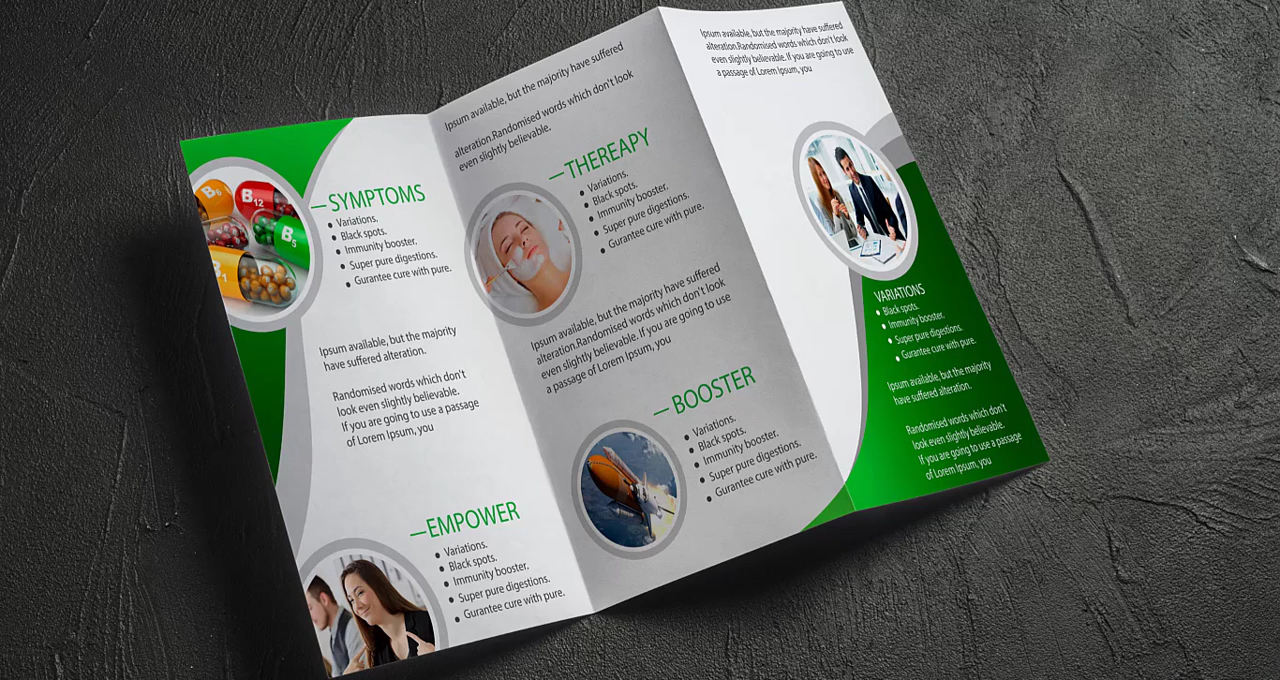 B6
B12
B5
1
—SYMPTOMS
Variations.
Black spots.
Immunity booster.
Super pure digestions.
Gurantee cure with pure.
Ipsum available, but the majority
have suffered alteration.
Randomised words which don't
look even slightly believable.
If you are going to use a passage
of Lorem Ipsum, you
—EMPOWER
Variations.
Black spots.
Immunity booster.
Super pure digestions.
Gurantee cure with pure.
Ipsum available, but the majority have suffered
alteration.Randomised words which don't look
even slightly believable.
—THEREAPY
Variations.
Black spots.
Immunity booster.
Super pure digestions.
Gurantee cure with pure.
Ipsum available, but the majority have suffered
alteration.Randomised words which don't look
even slightly believable. If you are going to use
a passage of Lorem Ipsum, you
—BOOSTER
Variations.
Black spots.
Immunity booster.
Super pure digestions.
Gurantee cure with pure.
Ipsum available, but the majority have suffered
alteration.Randomised words which don't look
even slightly believable. If you are going to use
a passage of Lorem Ipsum, you
VARIATIONS
Black spots.
Immunity booster.
Super pure digestions.
Gurantee cure with pure.
Ipsum available, but the majority
have suffered alteration.
Randomised words which don't
look even slightly believable.
If you are going to use a passage
of Lorem Ipsum, you